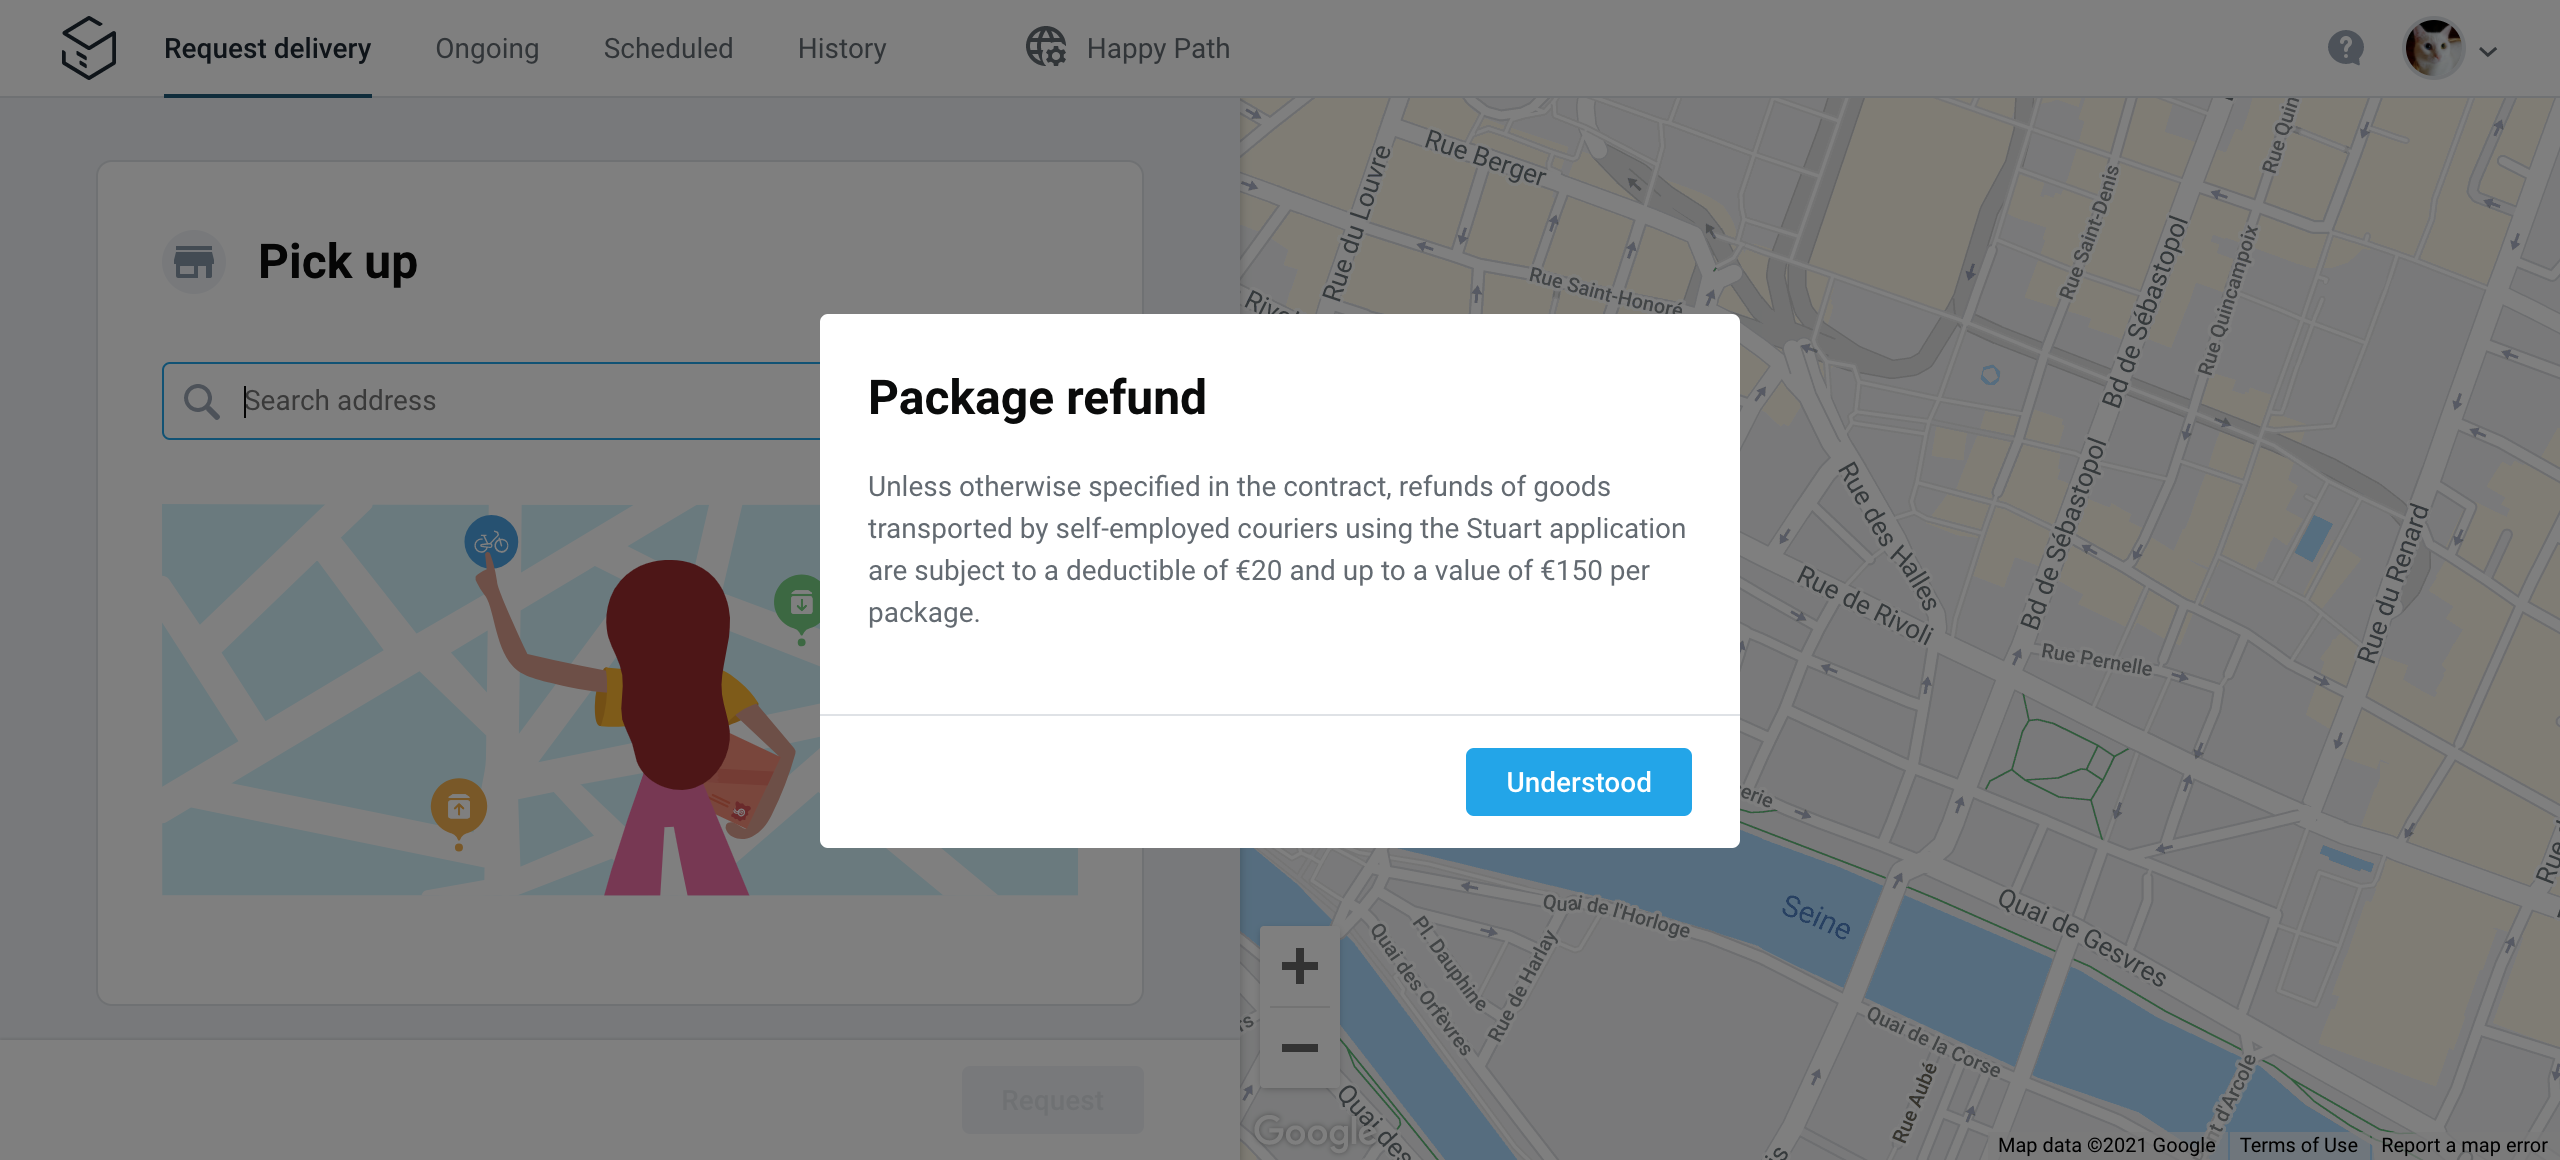 Request delivery
Ongoing
Scheduled
History
Happy Path
Pick up
Search address
Package refund
Unless otherwise specified in the contract, refunds of goods
transported by self-employed couriers using the Stuart application
are subject to a deductible of €20 and up to a value of €150 per
package.
Understood
Request
Rue Berger
Rue du Louvre
Rue Saint-Honoré
Rue Saint-Denis
Bd de Sébastopol
Rue Quincampoix
Rue Quin
Rue des Halles
Rue de Rivoli
Bd de Sébastopol
Rue Pernelle
Rue du Renard
erie
Seine
Quai de l'Horloge
Pl. Dauphine
Rue de Harlay
Quai des Orfèvres
Quai de Gesvres
Quai de la Corse
Rue Aubé
t d'Arcole
Quai des
Google
Map data ©2021 Google
Terms of Use
Report a map error